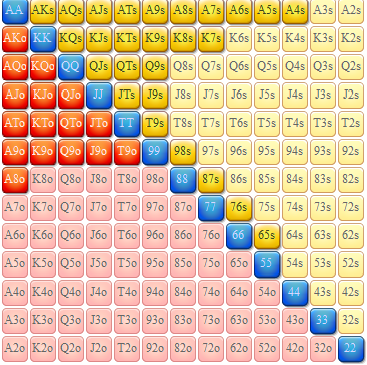 AA AKs AQs AJs ATs A9s A8s A7s A6s A5s A4s A3s A2s
AKo KK KQs KJs KTs K9s K8s K7s K6s K5s K4s K3s K2s
AQo KQo QQ QJs QTs Q9s Q8s Q7s Q6s Q5s Q4s Q3s Q2s
AJo KJo QJo JJ JTs J9s J8s J7s J6s J5s J4s J3s J2s
ATo KTo QTo JTo TT T9s T8s T7s T6s T5s T4s T3s T2s
A9o K9o Q9o J9o T9o 99 98s 97s 96s 95s 94s 93s 92s
A8o K8o Q8o J8o T8o 98o 88 87s 86s 85s 84s 83s 82s
A7o K7o Q7o J7o T7o 97o 87o 77 76s 75s 74s 73s 72s
A6o K6o Q6o J6o T6o 96o 86o 76o 66 65s 64s 63s 62s
A5o K5o Q5o J5o T5o 95o 85o 75o 65o 55 54s 53s 52s
A4o K4o Q4o J4o T4o 94o 84o 74o 64o 54o 44 43s 42s
A3o K3o Q3o J3o T3o 93o 83o 73o 63o 53o 43o 33 32s
A2o K2o Q2o J2o T2o 92o 82o 72o 62o 52o 42o 32o 22